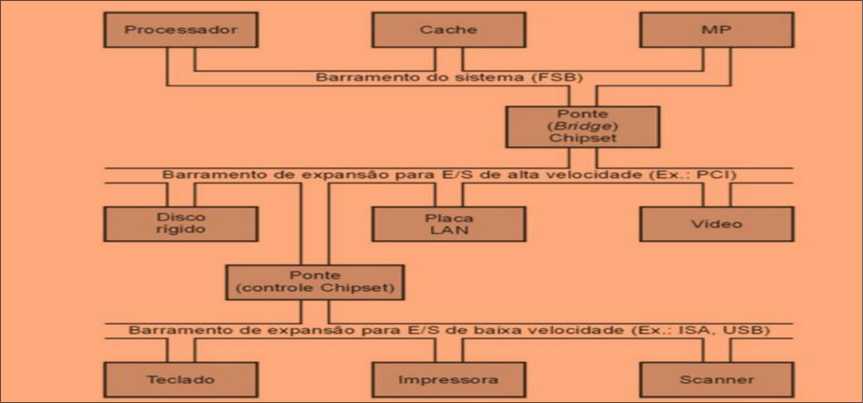 Processador
Cache
MP
Barramento do sistema (FSB)
Ponte
(Bridge)
Chipset
Barramento de expansão para E/S de alta velocidade (Ex.: PCI)
Disco
rígido
Placa
LAN
Vídeo
Ponte
(controle Chipset)
Barramento de expansão para E/S de baixa velocidade (Ex.: ISA, USB)
Teclado
Impressora
Scanner